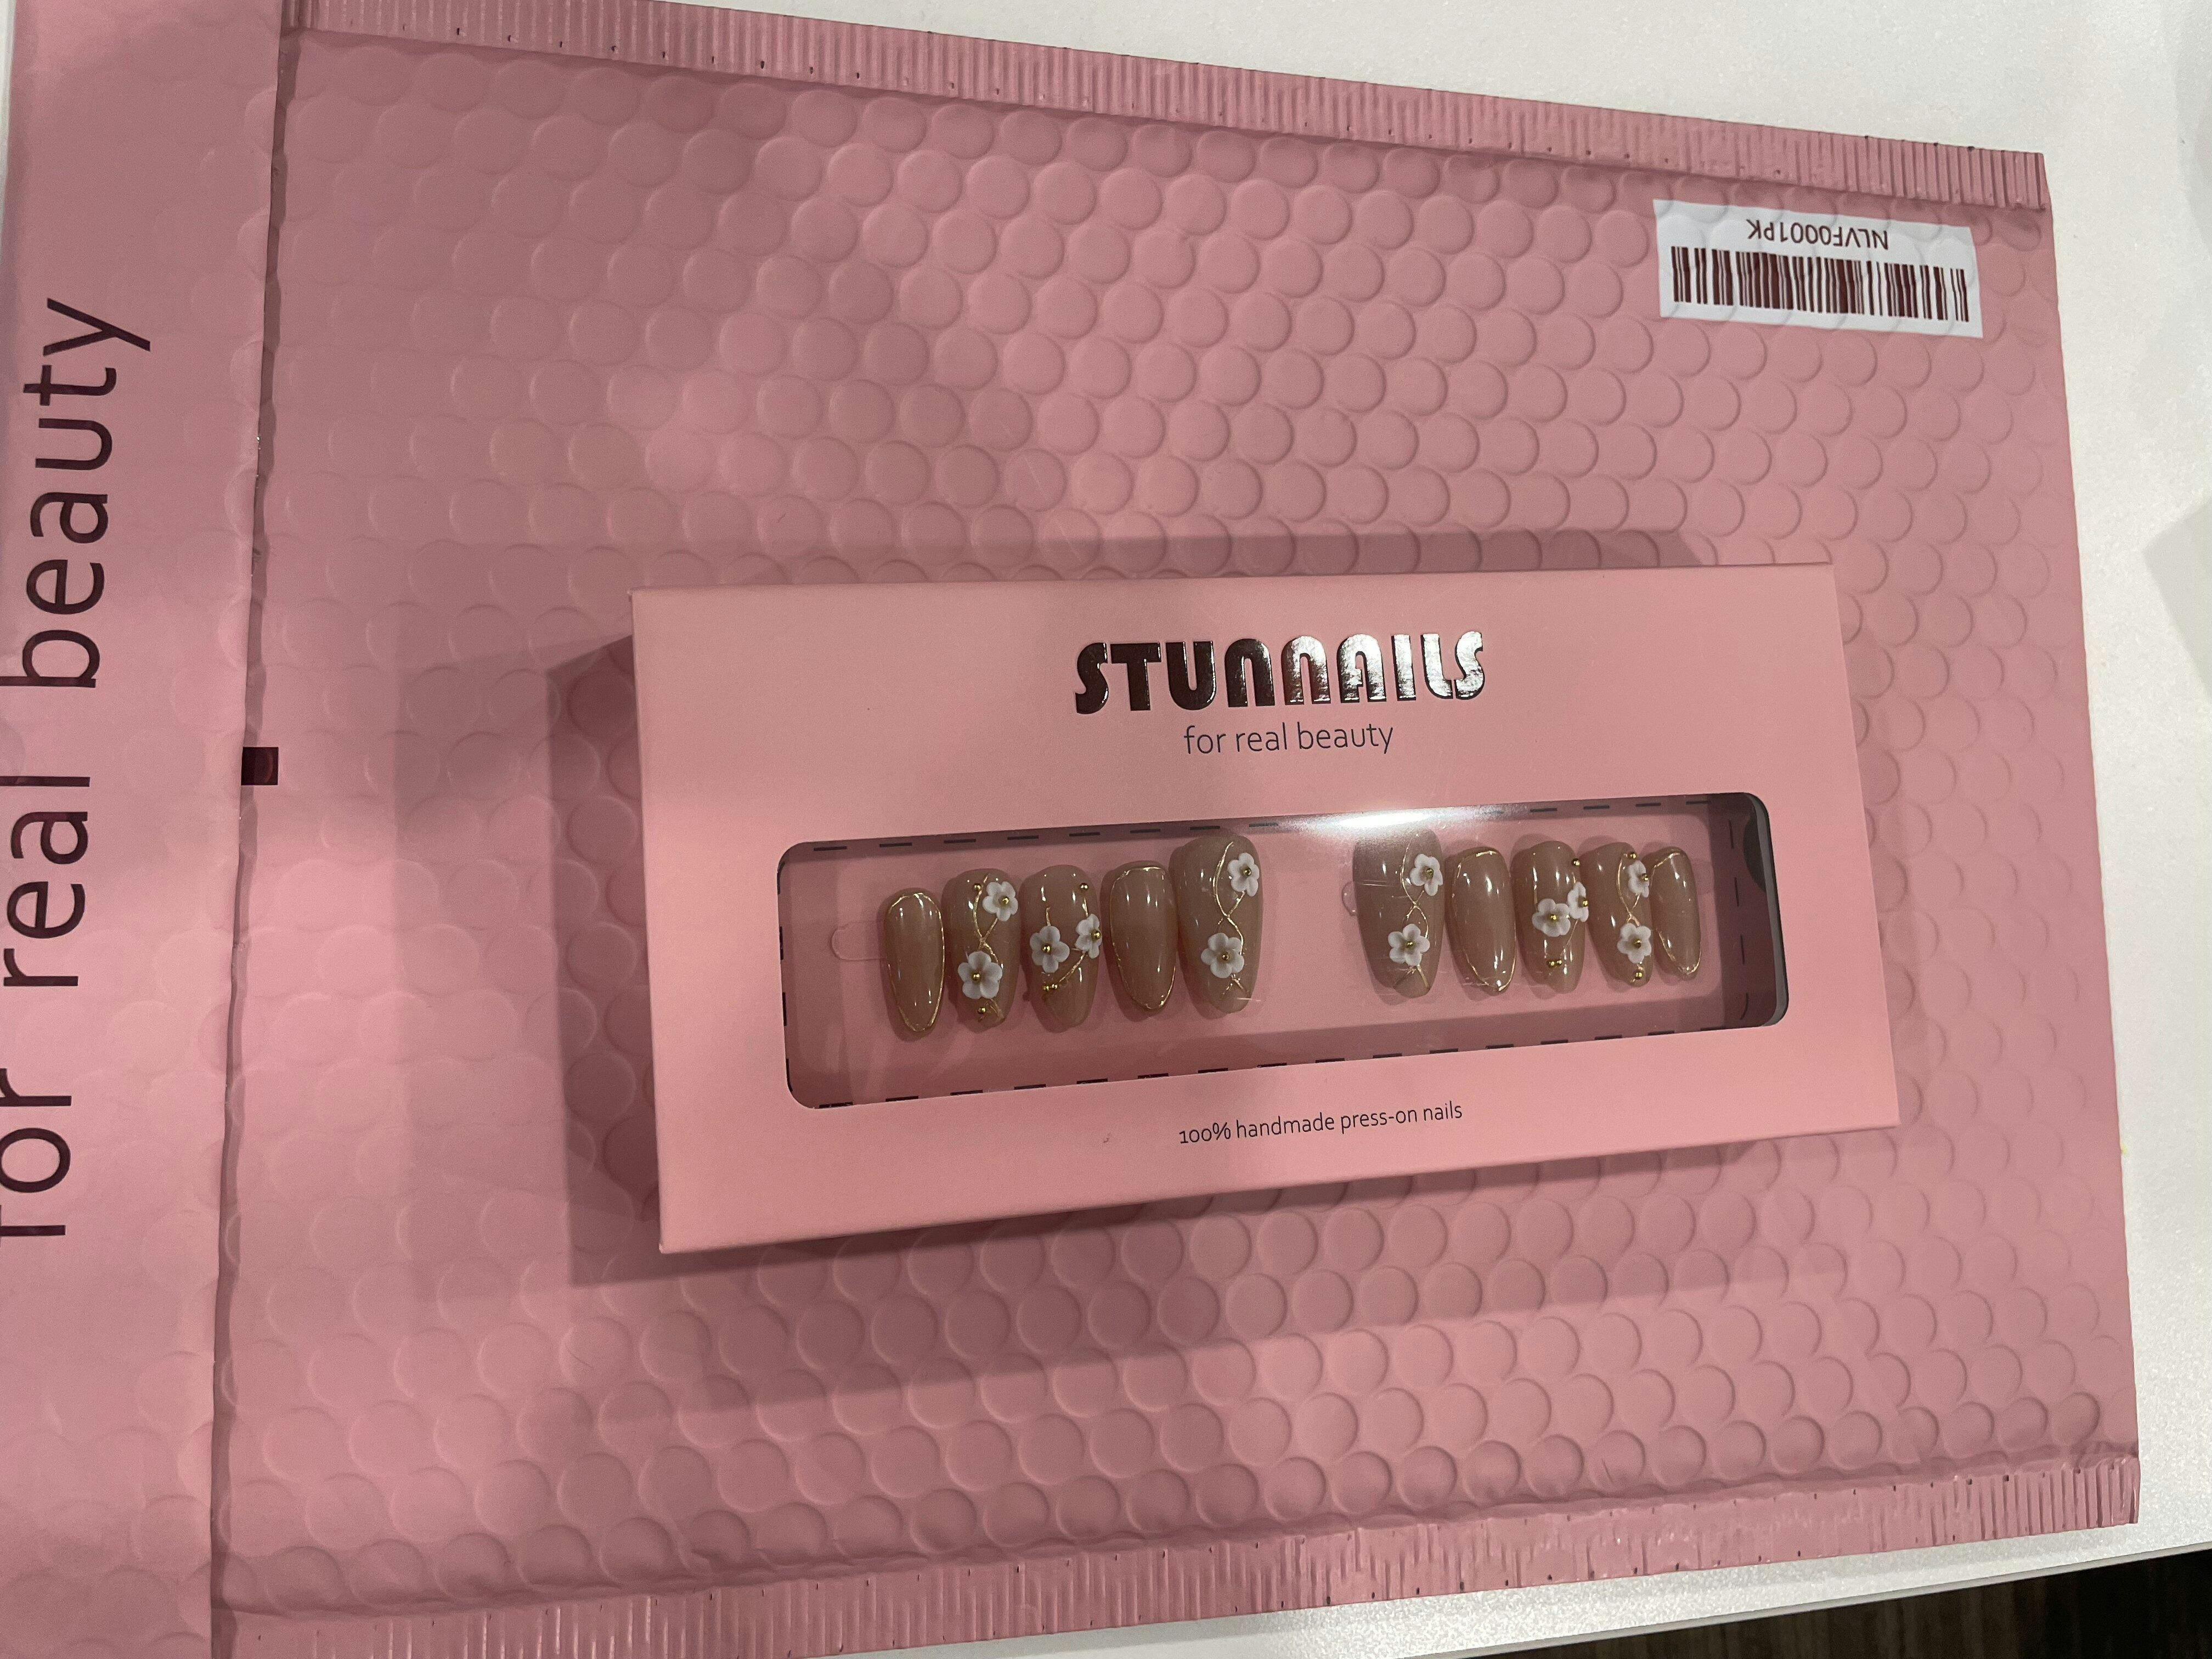 for real beauty
NLVF0001PK
STUNNAILS
for real beauty
100% handmade press-on nails